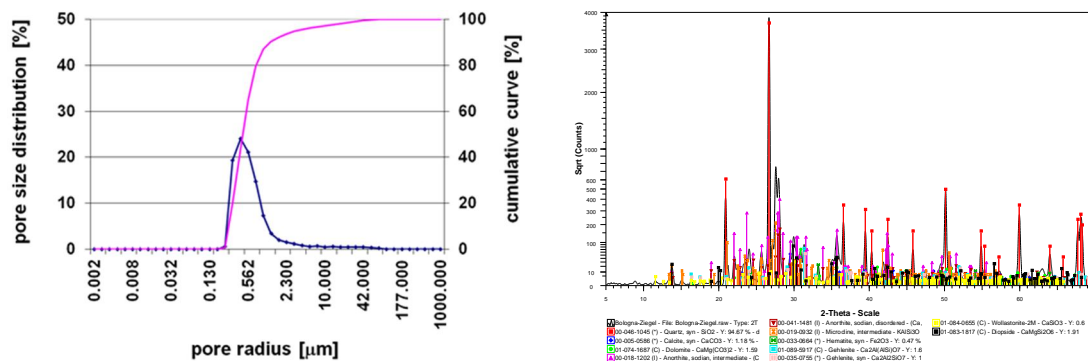 50
40
30
20
10
0
100
80
60
40
20
0
pore size distribution [%]
cumulative curve [%]
0.002
0.008
0.032
0.130
0.562
2.300
10.000
42.000
177.000
1000.000
pore radius [µm]
Sqrt (Counts)
4000
3000
2000
1000
600
500
400
300
200
100
10
0
5
10
20
30
40
50
60
2-Theta - Scale
Bologna-Ziegel - File: Bologna-Ziegel.raw - Type: 2T
00-046-1045 (*) - Quartz, syn - SiO2 - Y: 94.67 % - d
00-005-0586 (*) - Calcite, syn - CaCO3 - Y: 1.18 % -
01-074-1687 (C) - Dolomite - CaMg(CO3)2 - Y: 1.59
00-018-1202 (I) - Anorthite, sodian, intermediate - (C
00-041-1481 (I) - Anorthite, sodian, disordered - (Ca,
00-019-0932 (I) - Microcline, intermediate - KAlSi3O
00-033-0664 (*) - Hematite, syn - Fe2O3 - Y: 0.47 %
01-089-5917 (C) - Gehlenite - Ca2Al(AlSi)O7 - Y: 1.6
00-035-0755 (*) - Gehlenite, syn - Ca2Al2SiO7 - Y: 1
01-084-0655 (C) - Wollastonite-2M - CaSiO3 - Y: 0.6
01-083-1817 (C) - Diopside - CaMgSi2O6 - Y: 1.91